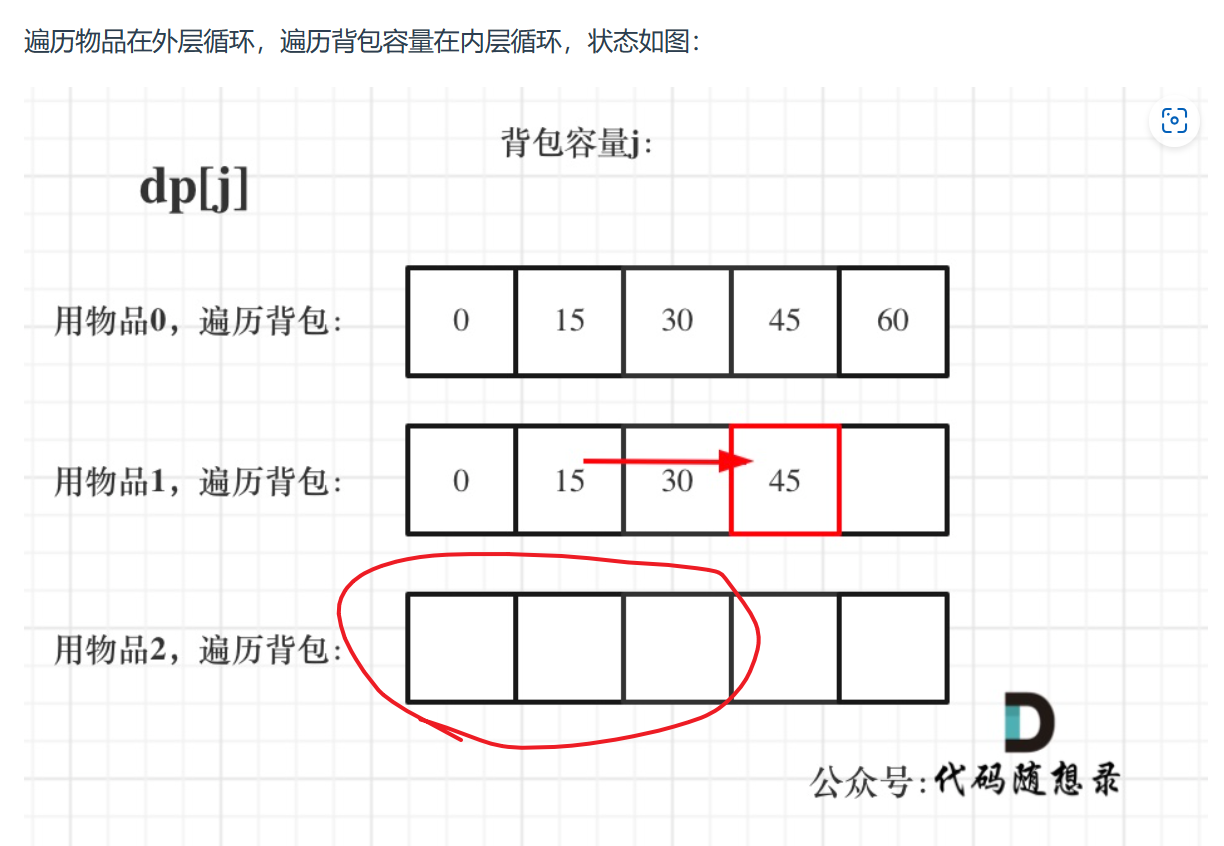 遍历物品在外层循环，遍历背包容量在内层循环，状态如图：
背包容量j:
dp[j]
用物品0，遍历背包: 0 15 30 45 60
用物品1，遍历背包: 0 15 30 45
用物品2，遍历背包:
公众号:代码随想录